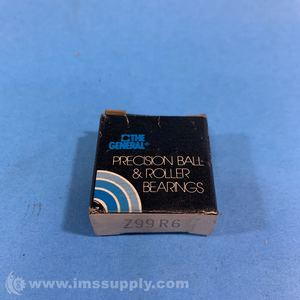 THE
GENERAL®
PRECISION BALL
& ROLLER
BEARINGS
Z99R6
© www.imssupply.com